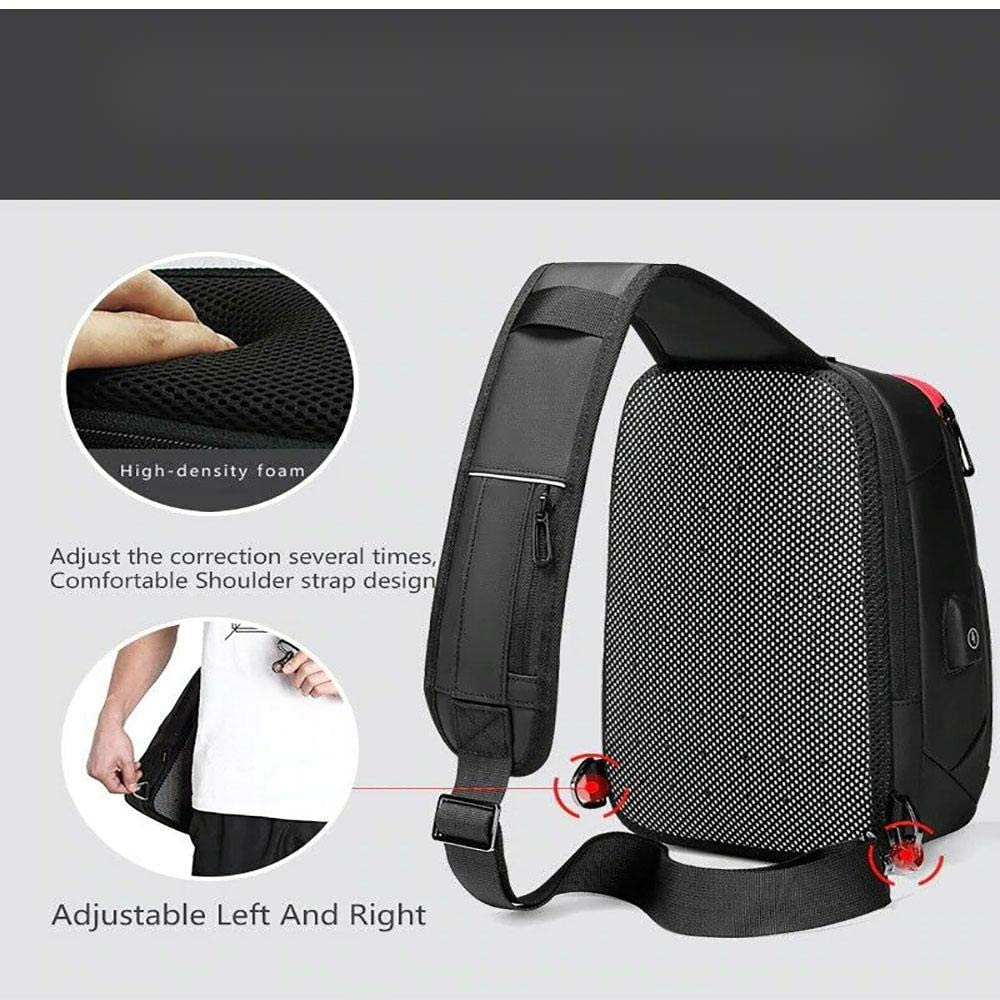 High-density foam
Adjust the correction several times,
Comfortable Shoulder strap design
Adjustable Left And Right